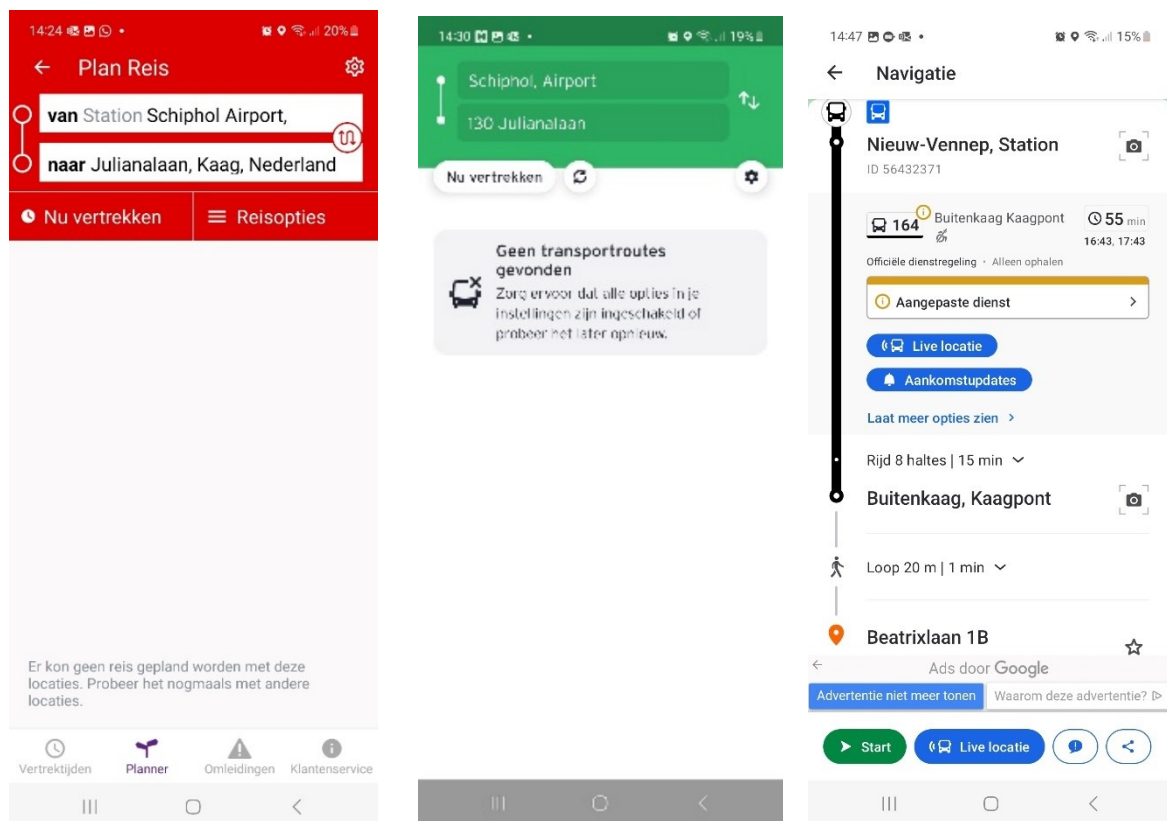 14:24
20%
Plan Reis
van Station Schiphol Airport,
naar Julianalaan, Kaag, Nederland
Nu vertrekken
Reisopties
Er kon geen reis gepland worden met deze
locaties. Probeer het nogmaals met andere
locaties.
Vertrektijden
Planner
Omleidingen
Klantenservice
14:30
19%
Schiphol, Airport
130 Julianalaan
Nu vertrekken
Geen transportroutes
gevonden
Zorg ervoor dat alle opties in je
instellingen zijn ingeschakeld of
probeer het later opnieuw.
14:47
15%
Navigatie
Nieuw-Vennep, Station
ID 56432371
164
Buitenkaag Kaagpont
55 min
16:43, 17:43
Officiële dienstregeling · Alleen ophalen
Aangepaste dienst
Live locatie
Aankomstupdates
Laat meer opties zien
Rijd 8 haltes | 15 min
Buitenkaag, Kaagpont
Loop 20 m | 1 min
Beatrixlaan 1B
Ads door Google
Advertentie niet meer tonen
Waarom deze advertentie?
Start
Live locatie